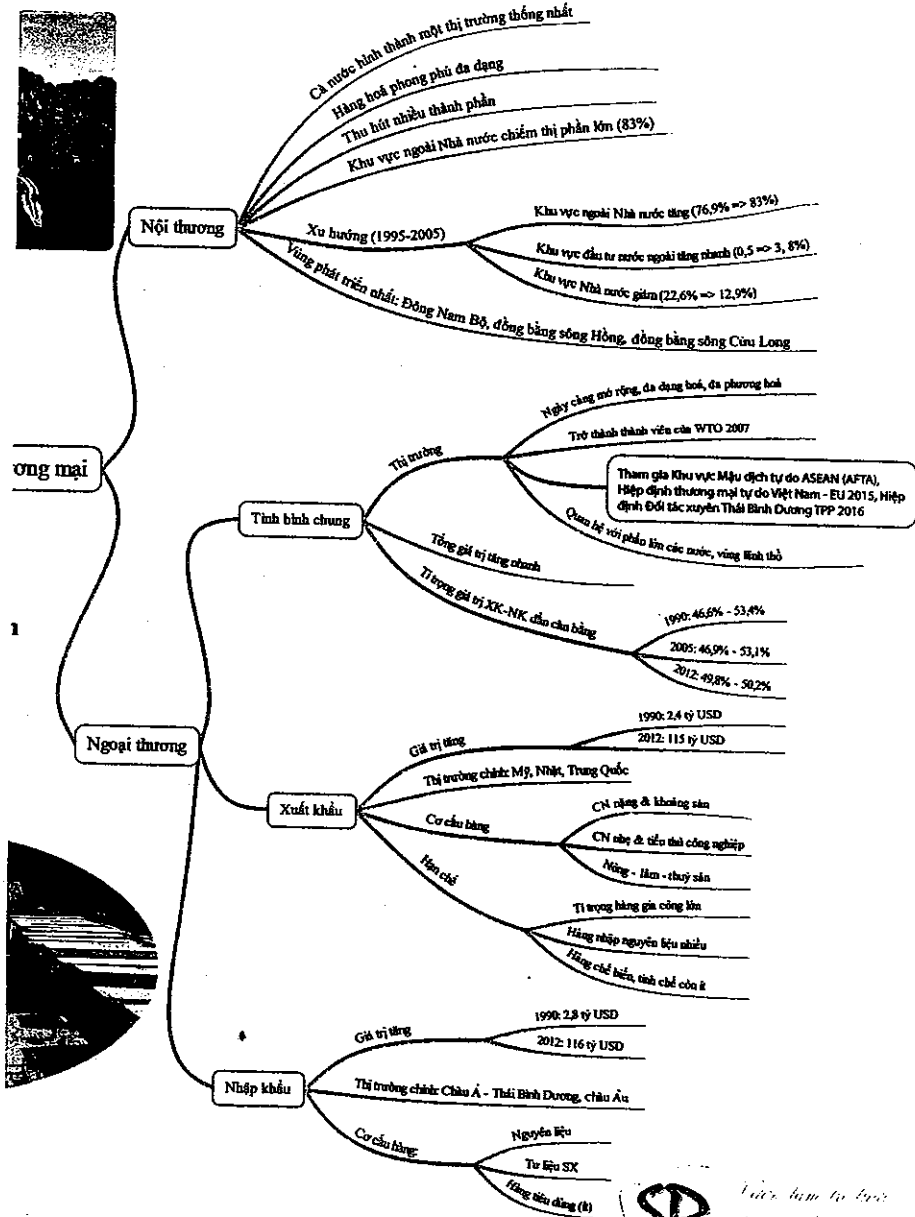 Cả nước hình thành một thị trường thống nhất
Hàng hoá phong phú đa dạng
Thu hút nhiều thành phần
Khu vực ngoài Nhà nước chiếm thị phần lớn (83%)
Nội thương
Xu hướng (1995-2005)
Khu vực ngoài Nhà nước tăng (76,9% => 83%)
Khu vực đầu tư nước ngoài tăng nhanh (0,5 => 3, 8%)
Khu vực Nhà nước giảm (22,6% => 12,9%)
Vùng phát triển nhất: Đông Nam Bộ, đồng bằng sông Hồng, đồng bằng sông Cửu Long
ơng mại
Tình hình chung
Thị trường
Ngày càng mở rộng, đa dạng hoá, đa phương hoá
Trở thành thành viên của WTO 2007
Tham gia Khu vực Mậu dịch tự do ASEAN (AFTA),
Hiệp định thương mại tự do Việt Nam - EU 2015, Hiệp
định Đối tác xuyên Thái Bình Dương TPP 2016
Quan hệ với phần lớn các nước, vùng lãnh thổ
Tổng giá trị tăng nhanh
Tỉ trọng giá trị XK-NK dần cân bằng
1990: 46,6% - 53,4%
2005: 46,9% - 53,1%
2012: 49,8% - 50,2%
Ngoại thương
Xuất khẩu
Giá trị tăng
1990: 2,4 tỷ USD
2012: 115 tỷ USD
Thị trường chính: Mỹ, Nhật, Trung Quốc
Cơ cấu hàng
CN nặng & khoáng sản
CN nhẹ & tiểu thủ công nghiệp
Nông - lâm - thuỷ sản
Hạn chế
Tỉ trọng hàng gia công lớn
Hàng nhập nguyên liệu nhiều
Hàng chế biến, tinh chế còn ít
Nhập khẩu
Giá trị tăng
1990: 2,8 tỷ USD
2012: 116 tỷ USD
Thị trường chính: Châu Á - Thái Bình Dương, châu Âu
Cơ cấu hàng:
Nguyên liệu
Tư liệu SX
Hàng tiêu dùng (ít)